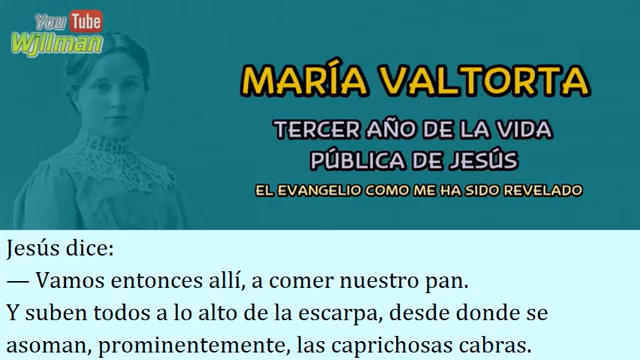 You Tube
Wjllman
MARÍA VALTORTA
TERCER AÑO DE LA VIDA
PÚBLICA DE JESÚS
EL EVANGELIO COMO ME HA SIDO REVELADO
Jesús dice:
— Vamos entonces allí, a comer nuestro pan.
Y suben todos a lo alto de la escarpa, desde donde se
asoman, prominentemente, las caprichosas cabras.